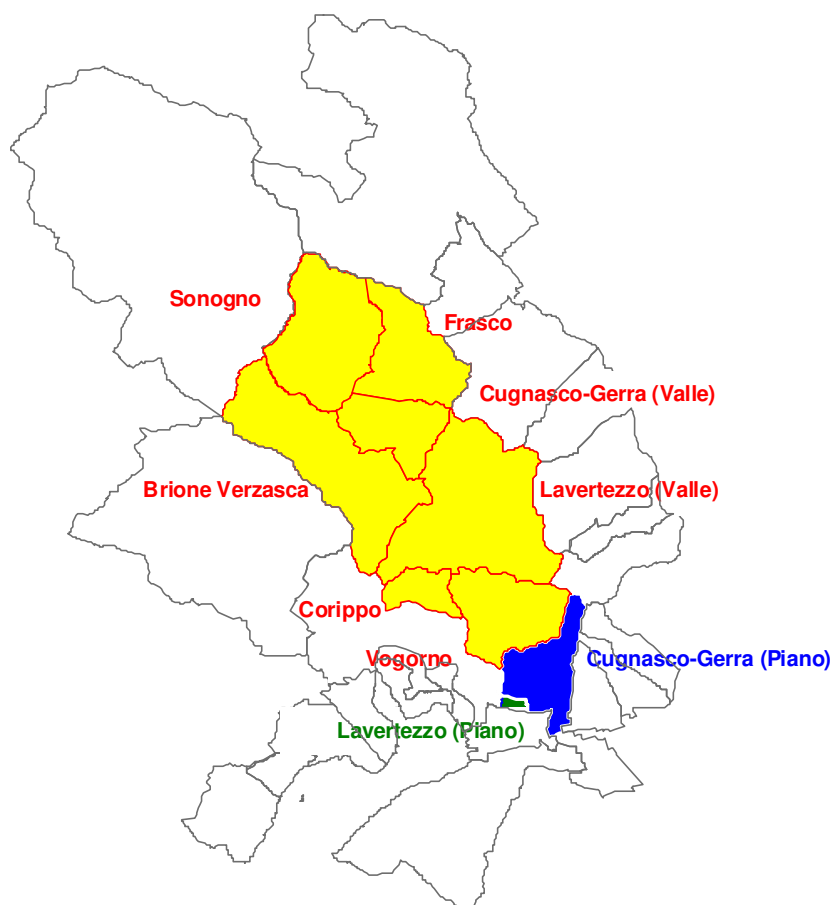 Sonogno
Frasco
Cugnasco-Gerra (Valle)
Brione Verzasca
Lavertezzo (Valle)
Corippo
Vogorno
Cugnasco-Gerra (Piano)
Lavertezzo (Piano)